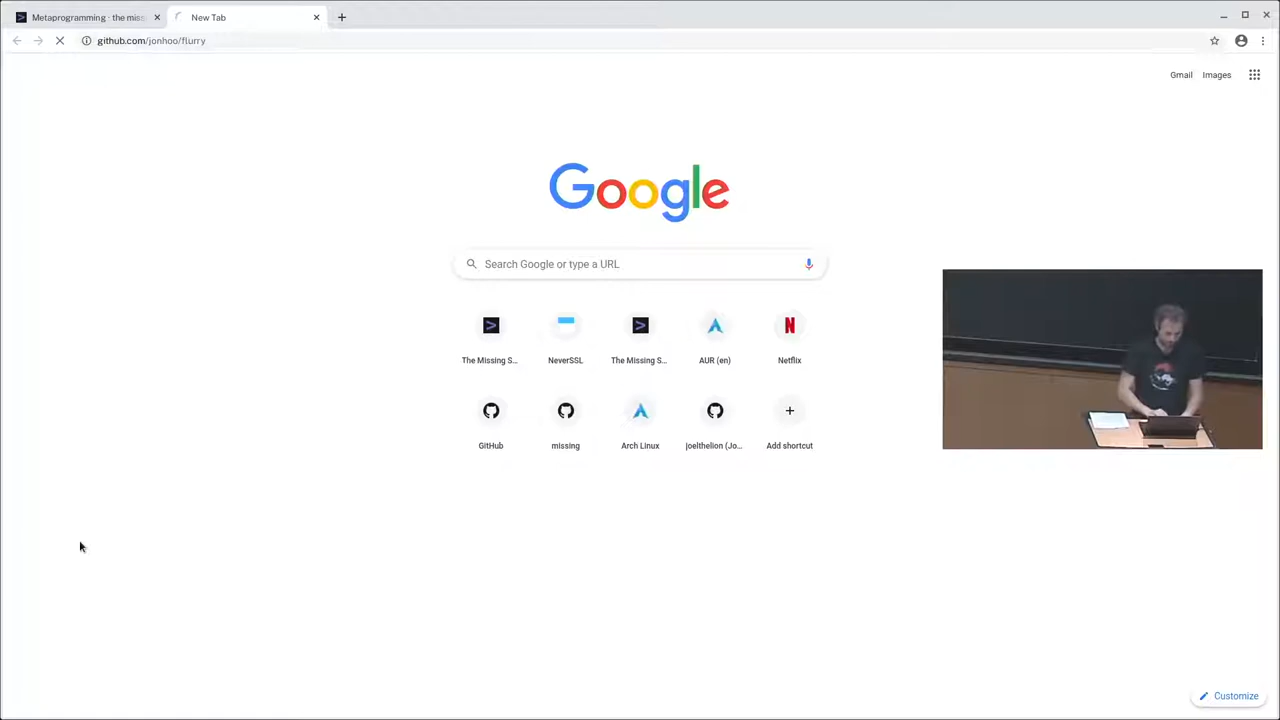 Metaprogramming · the miss
New Tab
github.com/jonhoo/flurry
Gmail
Images
Google
Search Google or type a URL
The Missing S...
NeverSSL
The Missing S...
AUR (en)
Netflix
GitHub
missing
Arch Linux
joelthelion (Jo...
Add shortcut
Customize